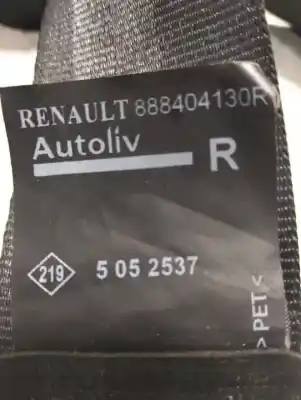 RENAULT 888404130R
Autoliv
R
219
5 05 2537
>PET<